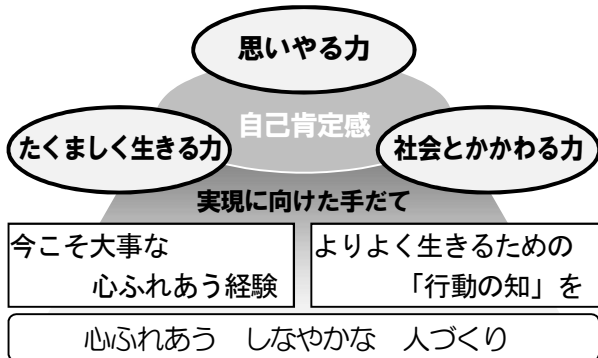 思いやる力
自己肯定感
たくましく生きる力
社会とかかわる力
実現に向けた手だて
今こそ大事な
心ふれあう経験
よりよく生きるための
「行動の知」を
心ふれあう　しなやかな　人づくり